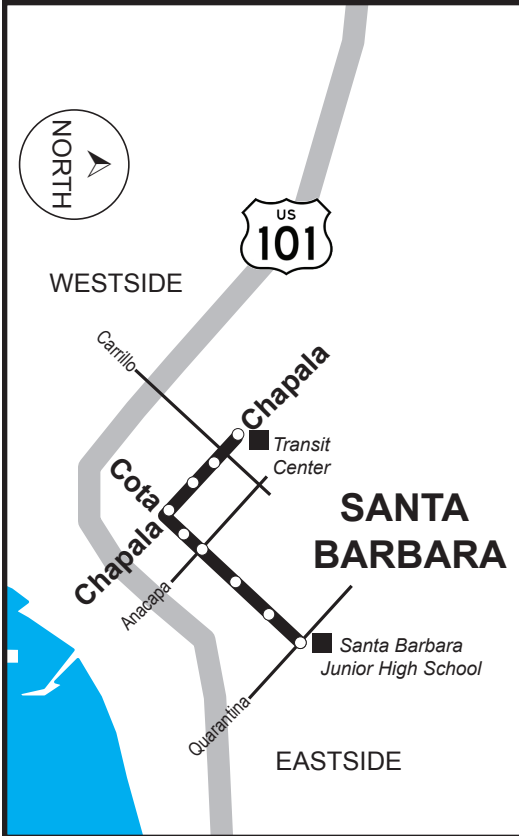 NORTH
US
101
WESTSIDE
Carrillo
Chapala
Transit
Center
Cota
Chapala
SANTA
BARBARA
Anacapa
Santa Barbara
Junior High School
Quarantina
EASTSIDE